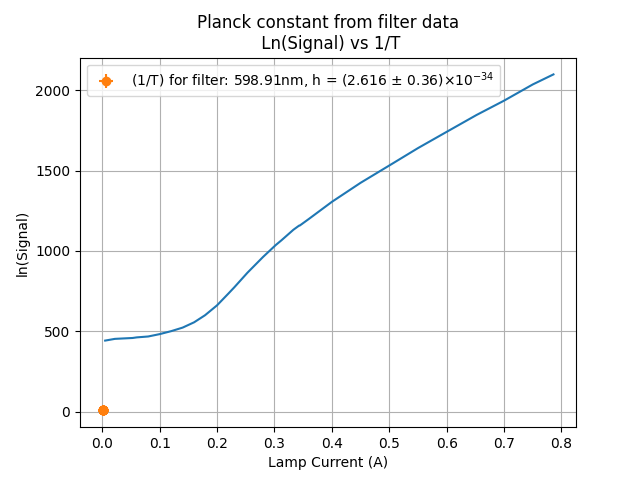 Planck constant from filter data
Ln(Signal) vs 1/T
(1/T) for filter: 598.91nm, h = (2.616 ± 0.36)×10⁻³⁴
2000
1500
1000
500
0
ln(Signal)
0.0 0.1 0.2 0.3 0.4 0.5 0.6 0.7 0.8
Lamp Current (A)